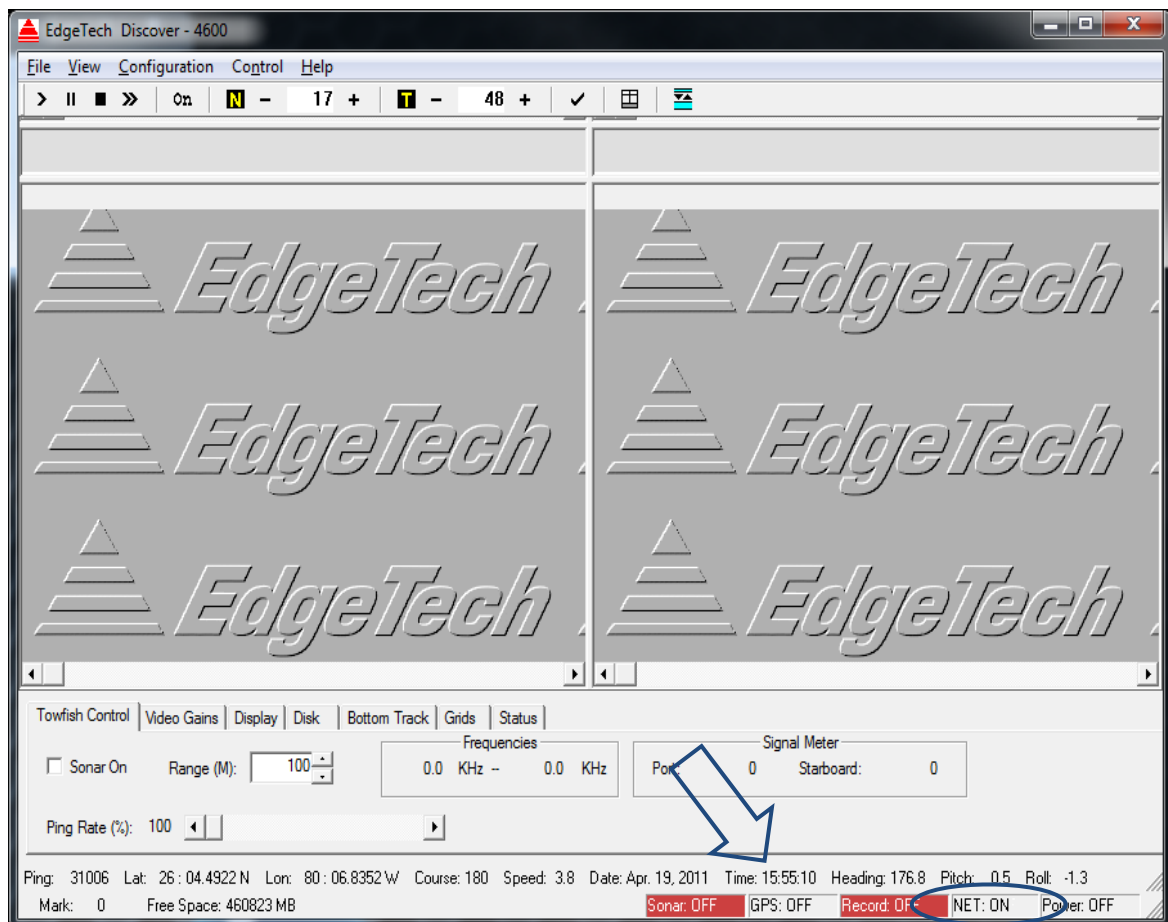 EdgeTech Discover - 4600
File View Configuration Control Help
On N - 17 + T - 48 +
EdgeTech EdgeTech
EdgeTech EdgeTech
EdgeTech EdgeTech
Towfish Control Video Gains Display Disk Bottom Track Grids Status
Frequencies Signal Meter
Sonar On Range (M): 100 0.0 KHz -- 0.0 KHz Port: 0 Starboard: 0
Ping Rate (%): 100
Ping: 31006 Lat: 26 : 04.4922 N Lon: 80 : 06.8352 W Course: 180 Speed: 3.8 Date: Apr. 19, 2011 Time: 15:55:10 Heading: 176.8 Pitch: 0.5 Roll: -1.3
Mark: 0 Free Space: 460823 MB Sonar: OFF GPS: OFF Record: OFF NET: ON Power: OFF